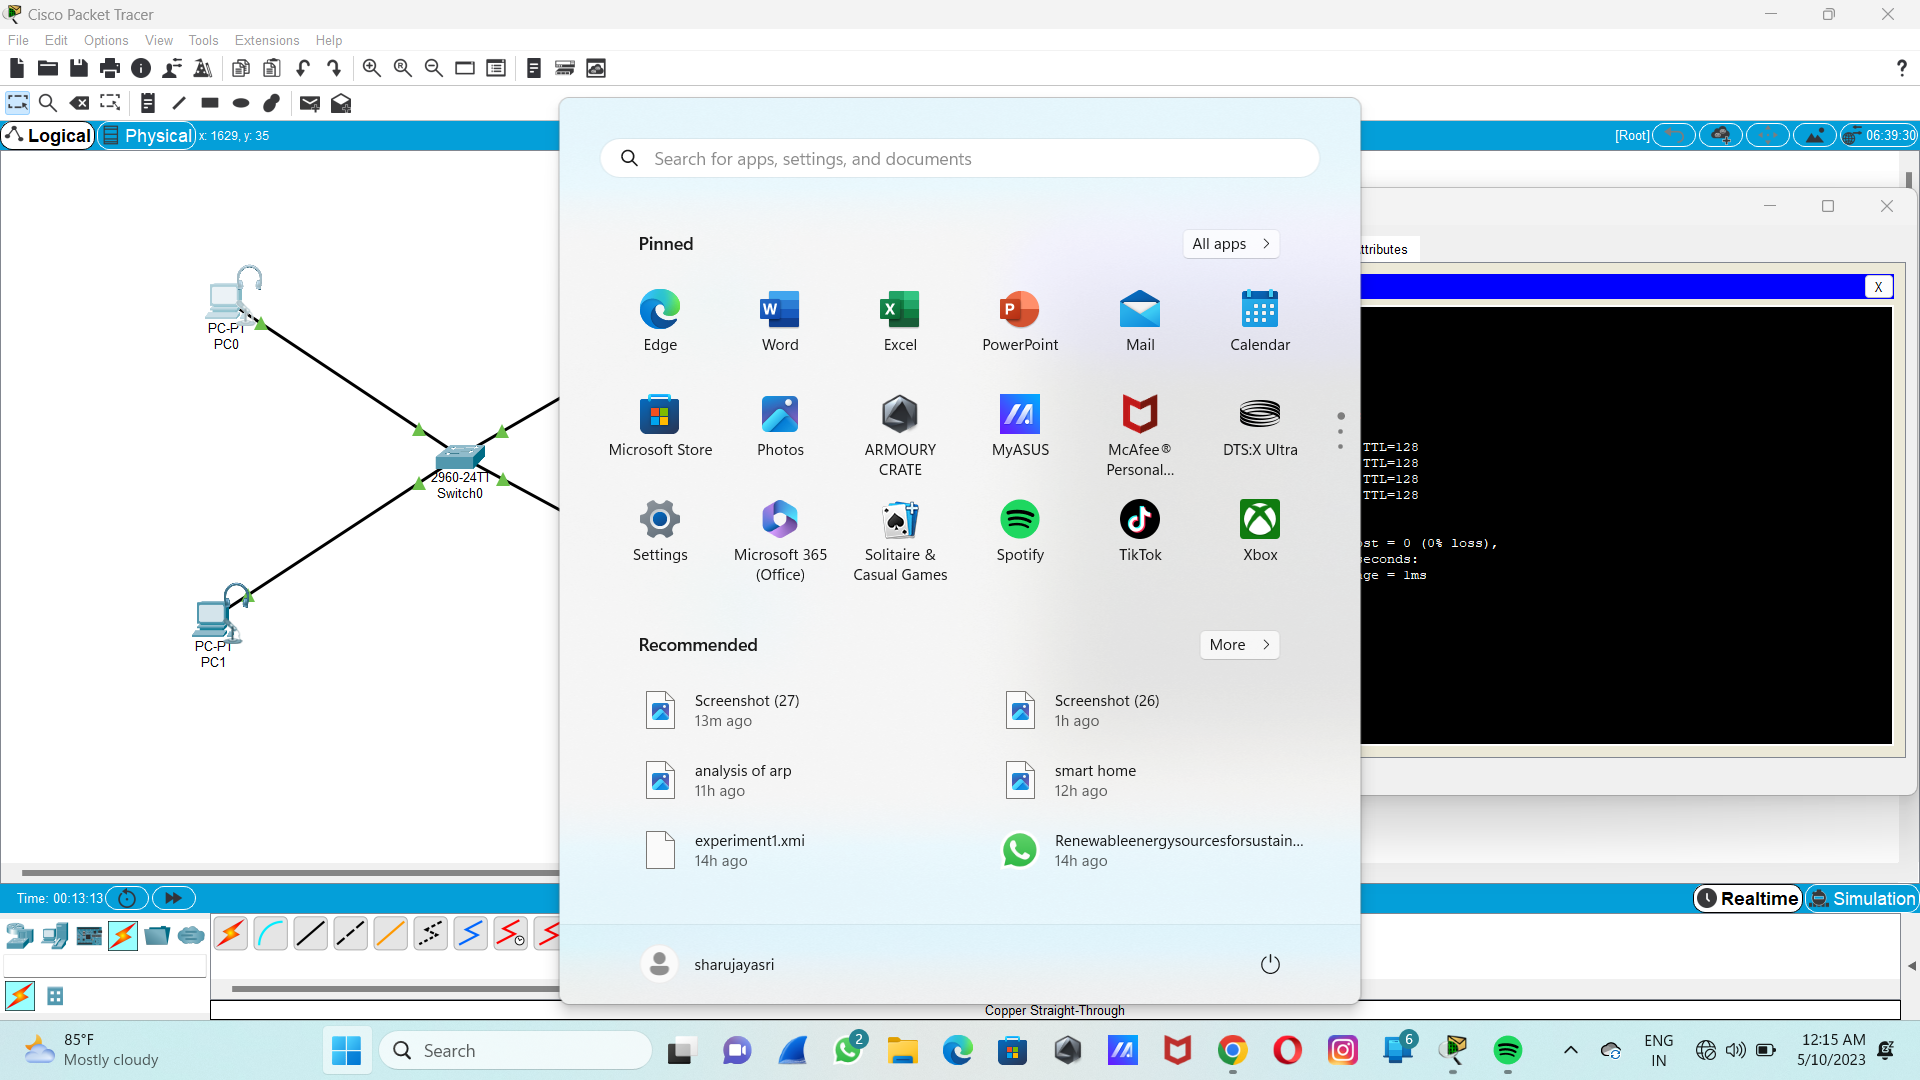 Cisco Packet Tracer
File Edit Options View Tools Extensions Help
?
Logical Physical x: 1629, y: 35
[Root] 06:39:30
PC-PT
PC0
2960-24TT
Switch0
PC-PT
PC1
Search for apps, settings, and documents
Pinned
All apps
Edge
Word
Excel
PowerPoint
Mail
Calendar
Microsoft Store
Photos
ARMOURY
CRATE
MyASUS
McAfee®
Personal...
DTS:X Ultra
Settings
Microsoft 365
(Office)
Solitaire &
Casual Games
Spotify
TikTok
Xbox
Recommended
More
Screenshot (27)
13m ago
Screenshot (26)
1h ago
analysis of arp
11h ago
smart home
12h ago
experiment1.xmi
14h ago
Renewableenergysourcesforsustain...
14h ago
sharujayasri
ttributes
X
TTL=128
TTL=128
TTL=128
TTL=128
ost = 0 (0% loss),
seconds:
age = 1ms
Time: 00:13:13
Realtime Simulation
Copper Straight-Through
85°F
Mostly cloudy
Search
2
6
ENG
IN
12:15 AM
5/10/2023